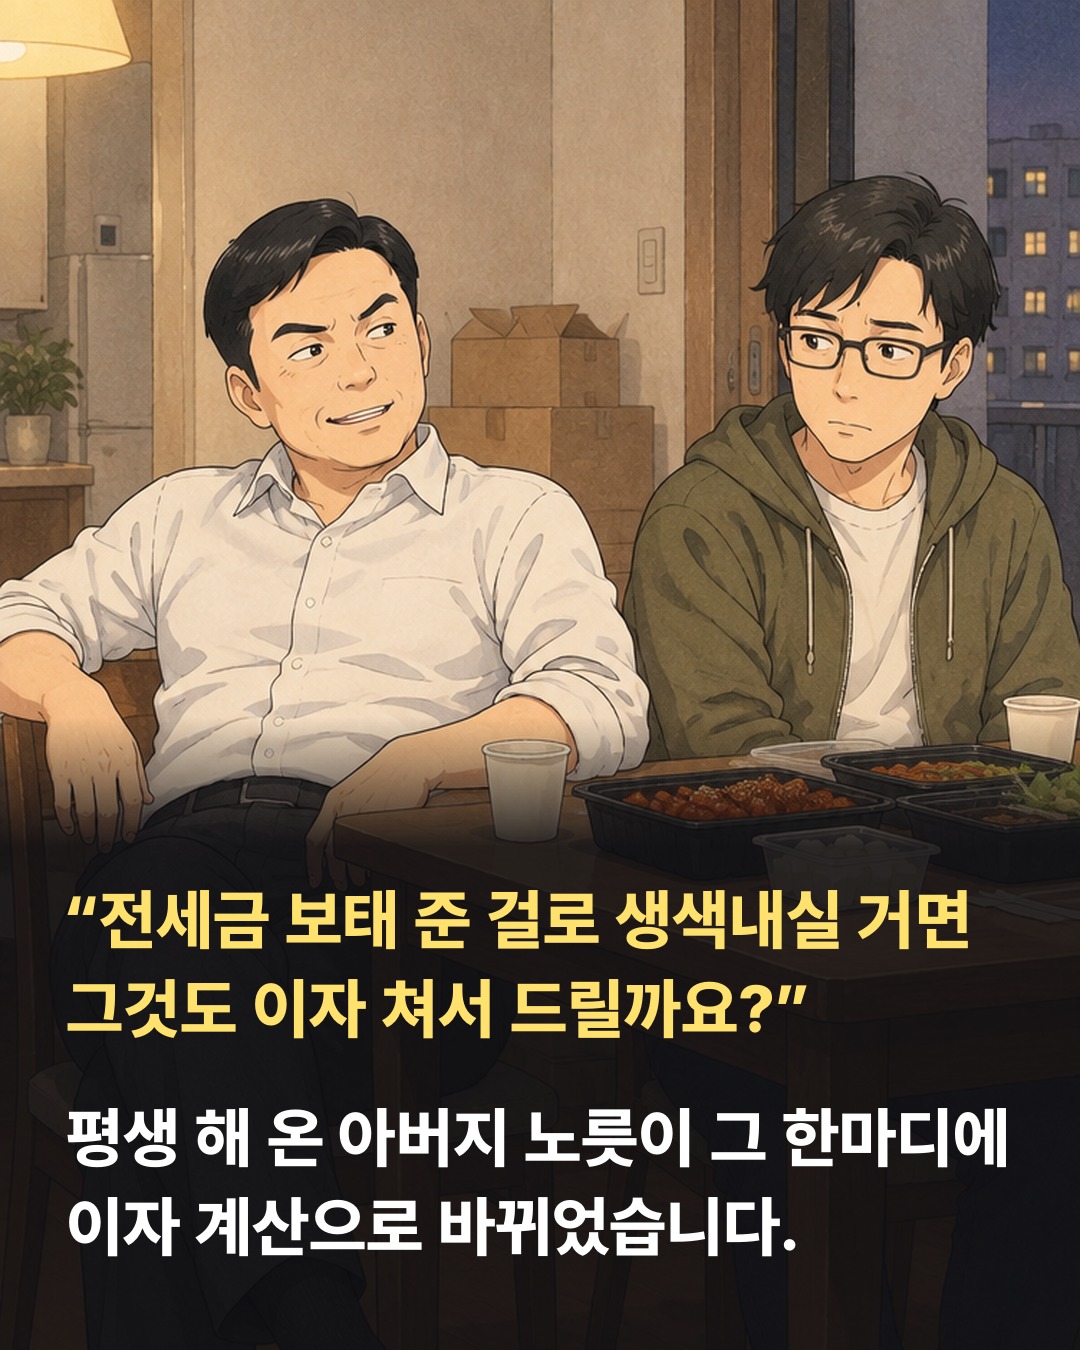 “전세금 보태 준 걸로 생색내실 거면
그것도 이자 쳐서 드릴까요?”
평생 해 온 아버지 노릇이 그 한마디에
이자 계산으로 바뀌었습니다.